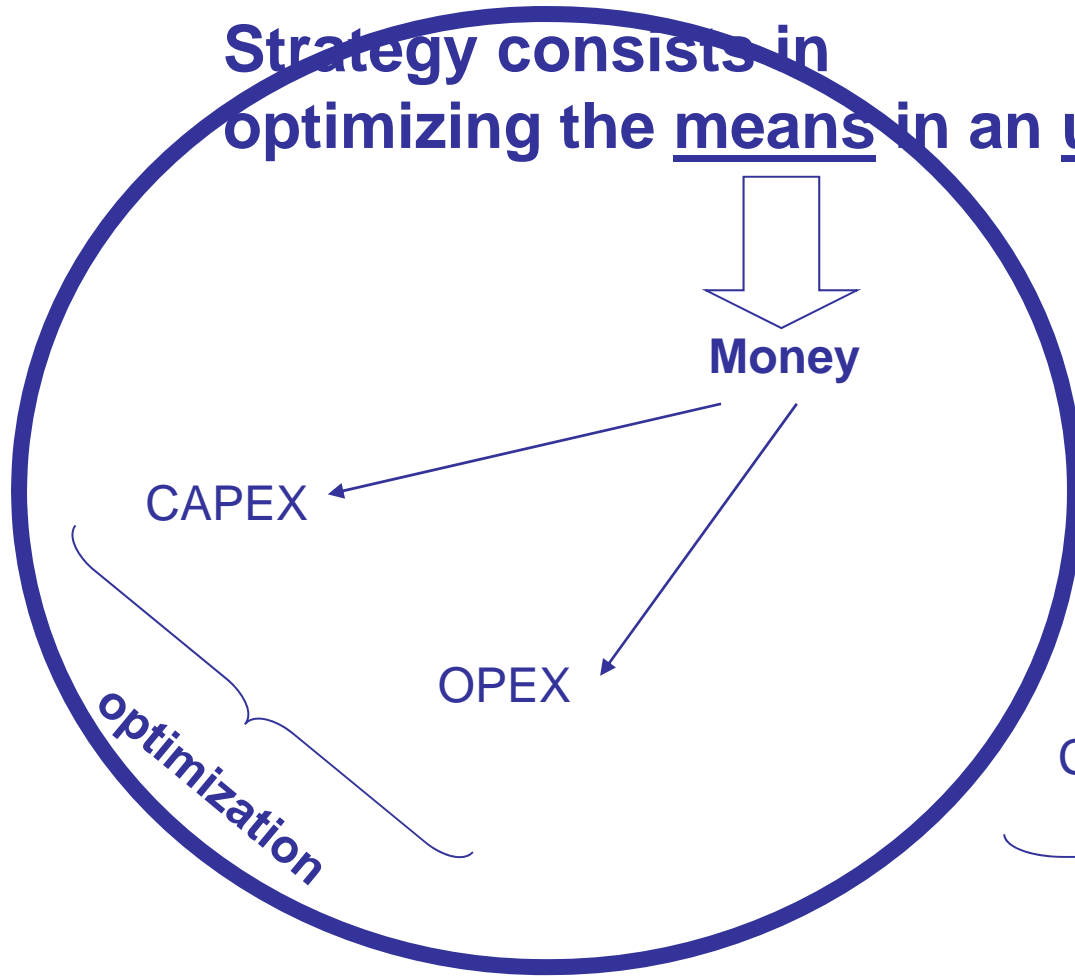 Strategy consists in
optimizing the means in an
Money
CAPEX
OPEX
optimization